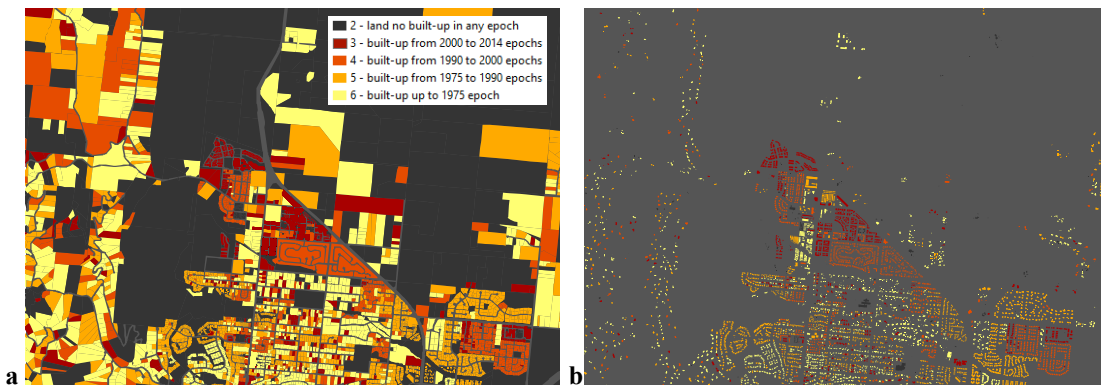 2 - land no built-up in any epoch
3 - built-up from 2000 to 2014 epochs
4 - built-up from 1990 to 2000 epochs
5 - built-up from 1975 to 1990 epochs
6 - built-up up to 1975 epoch
a
b